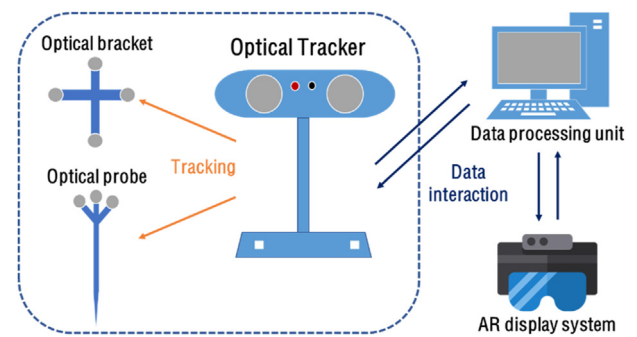 Optical bracket
Optical Tracker
Optical probe
Tracking
Data processing unit
Data
interaction
AR display system